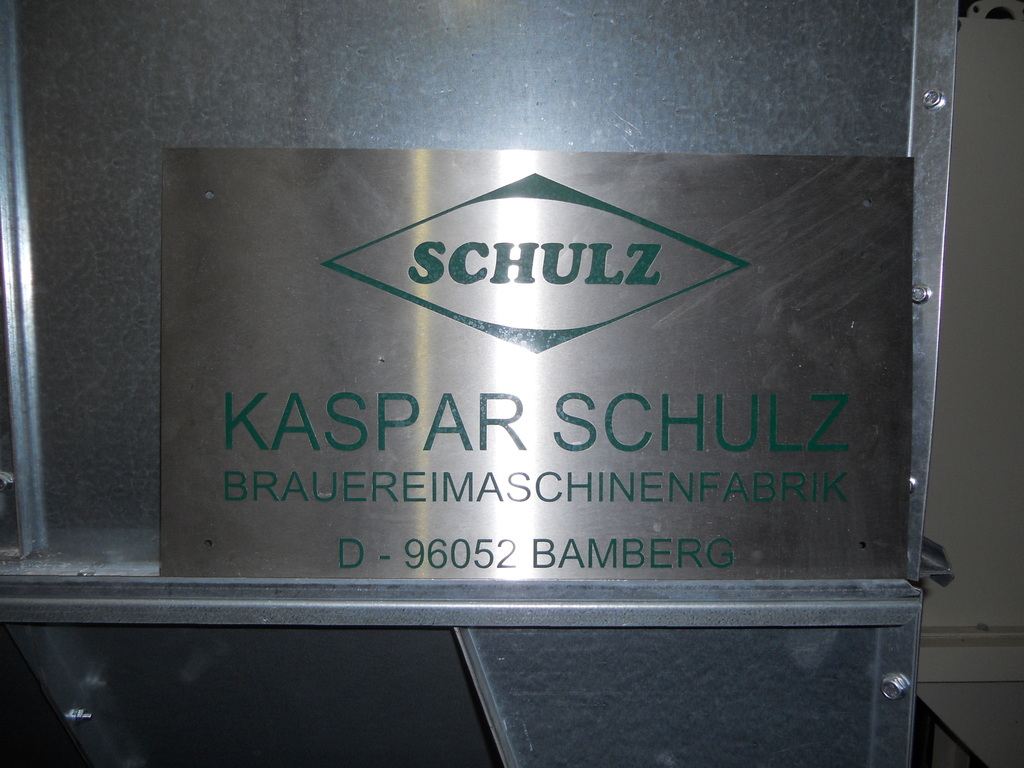 SCHULZ
KASPAR SCHULZ
BRAUEREIMASCHINENFABRIK
D - 96052 BAMBERG